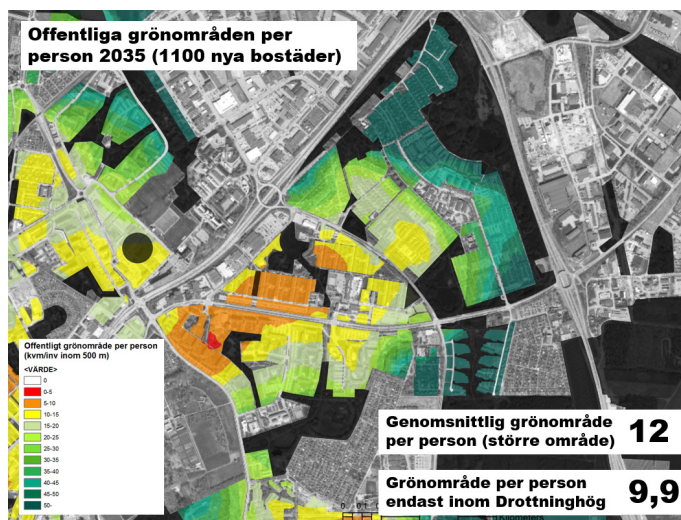 Offentliga grönområden per
person 2035 (1100 nya bostäder)
Offentligt grönområde per person
(kvm/inv inom 500 m)
<VÄRDE>
0
0-5
5-10
10-15
15-20
20-25
25-30
30-35
35-40
40-45
45-50
50-
Genomsnittlig grönområde
per person (större område) 12
Grönområde per person
endast inom Drottninghög 9,9